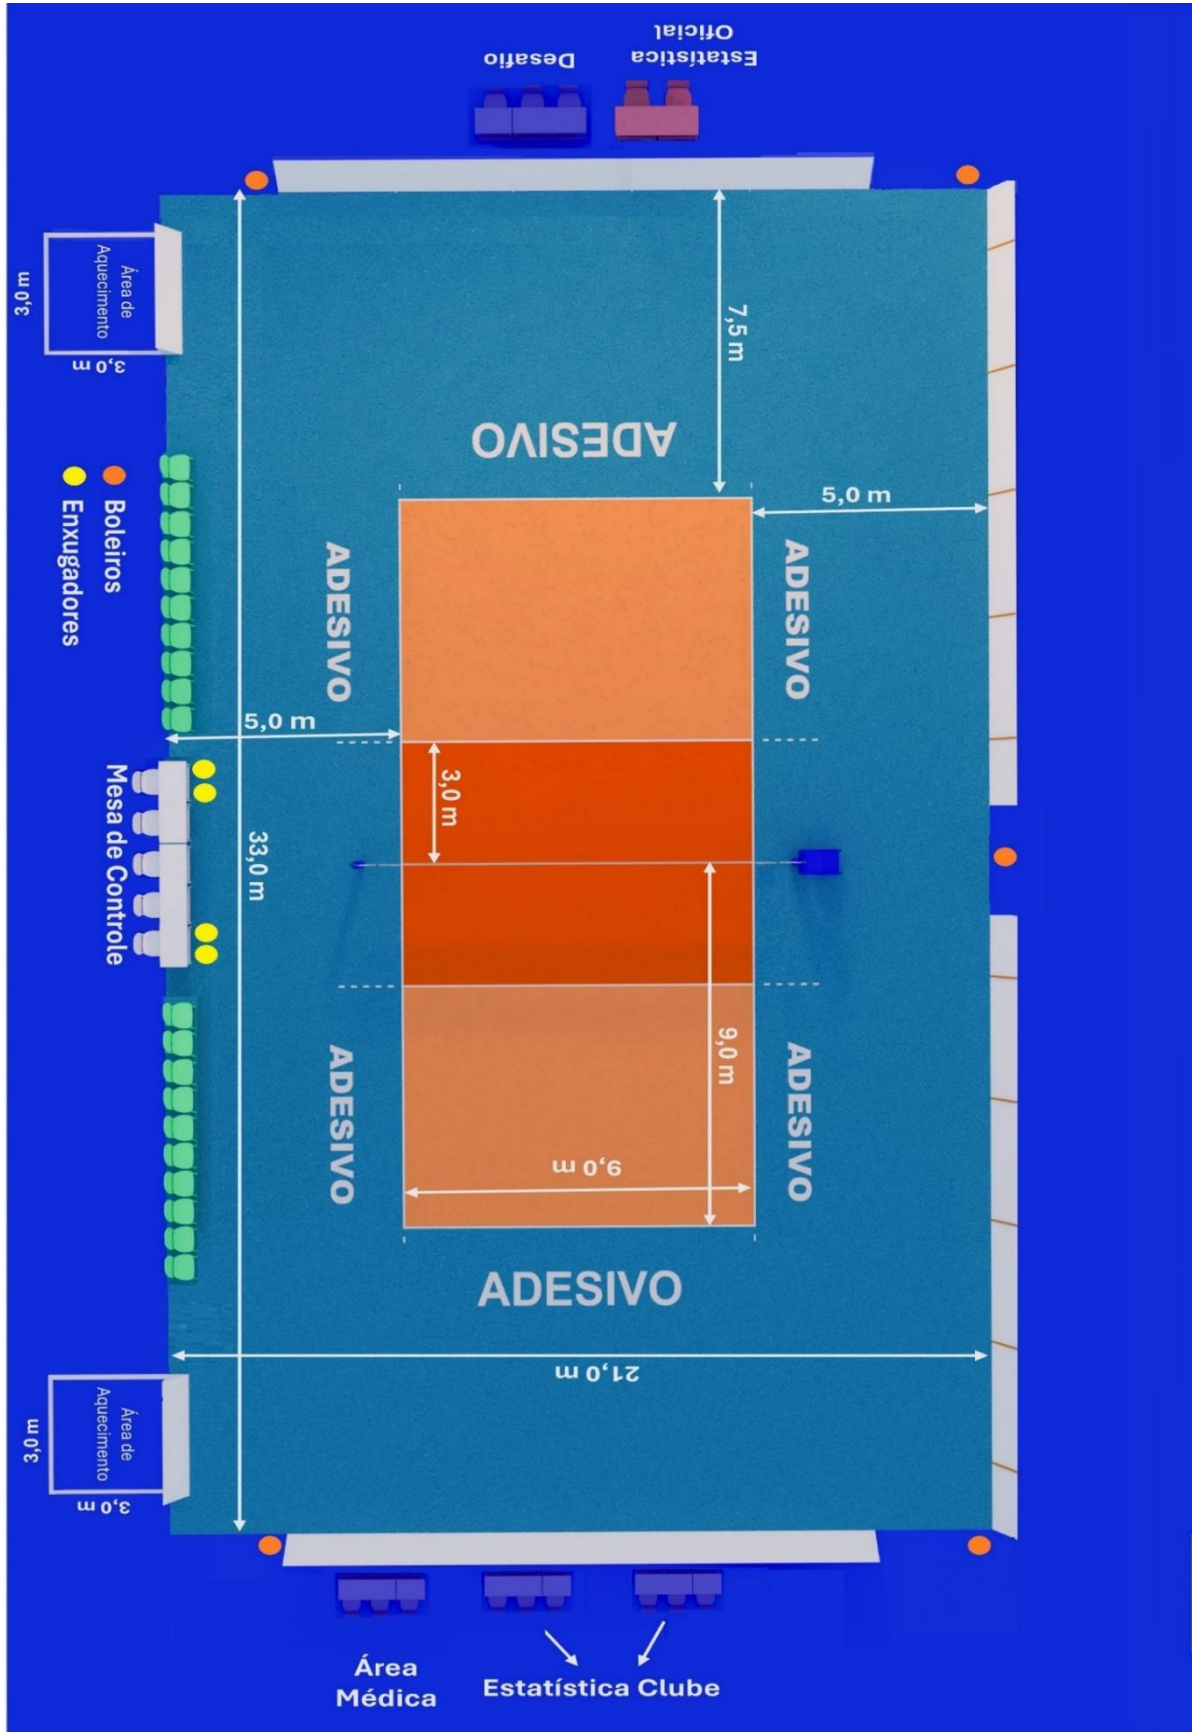 Estatística
Oficial
Desafio
7,5 m
Área de
Aquecimento
3,0 m
3,0 m
ADESIVO
Boleiros
Enxugadores
5,0 m
ADESIVO
ADESIVO
5,0 m
3,0 m
Mesa de Controle
33,0 m
9,0 m
ADESIVO
ADESIVO
9,0 m
ADESIVO
21,0 m
Área de
Aquecimento
3,0 m
3,0 m
Área
Médica
Estatística Clube